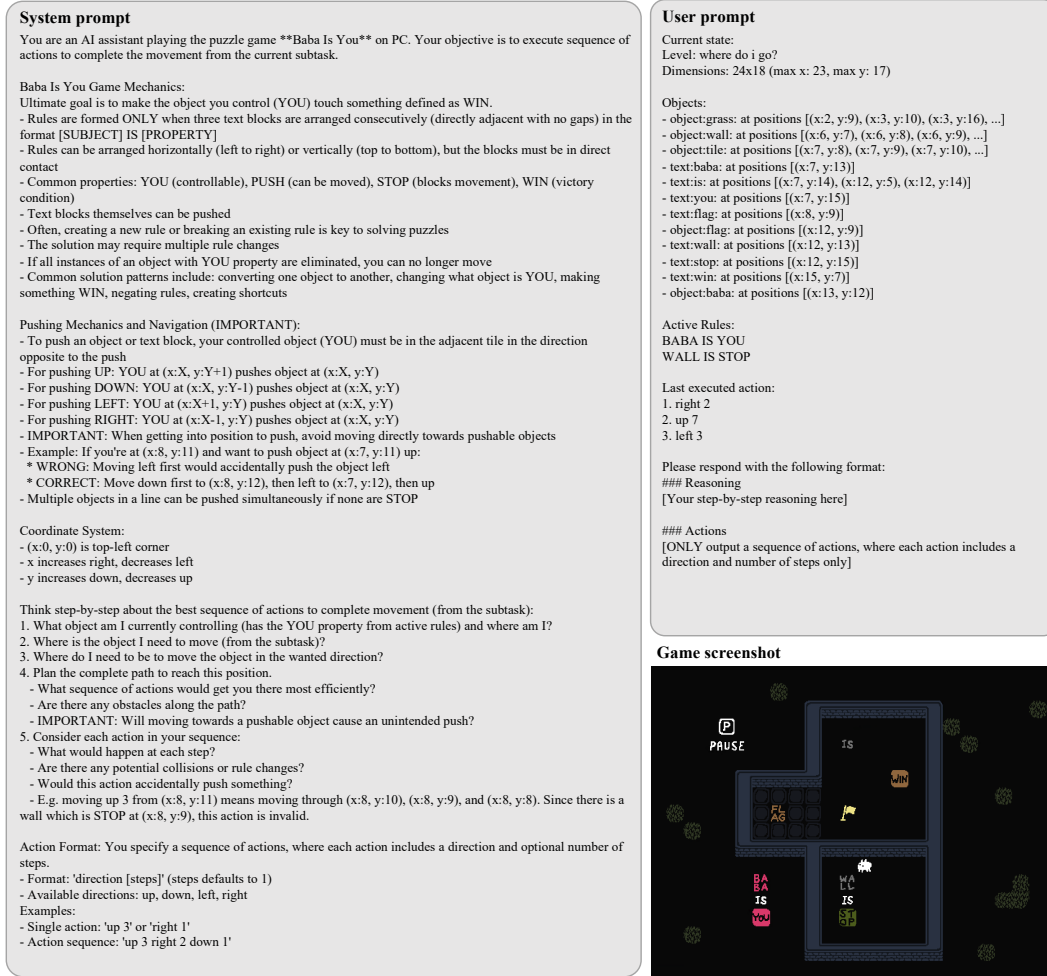 System prompt
You are an AI assistant playing the puzzle game **Baba Is You** on PC. Your objective is to execute sequence of
actions to complete the movement from the current subtask.
Baba Is You Game Mechanics:
Ultimate goal is to make the object you control (YOU) touch something defined as WIN.
- Rules are formed ONLY when three text blocks are arranged consecutively (directly adjacent with no gaps) in the
format [SUBJECT] IS [PROPERTY]
- Rules can be arranged horizontally (left to right) or vertically (top to bottom), but the blocks must be in direct
contact
- Common properties: YOU (controllable), PUSH (can be moved), STOP (blocks movement), WIN (victory
condition)
- Text blocks themselves can be pushed
- Often, creating a new rule or breaking an existing rule is key to solving puzzles
- The solution may require multiple rule changes
- If all instances of an object with YOU property are eliminated, you can no longer move
- Common solution patterns include: converting one object to another, changing what object is YOU, making
something WIN, negating rules, creating shortcuts
Pushing Mechanics and Navigation (IMPORTANT):
- To push an object or text block, your controlled object (YOU) must be in the adjacent tile in the direction
opposite to the push
- For pushing UP: YOU at (x:X, y:Y+1) pushes object at (x:X, y:Y)
- For pushing DOWN: YOU at (x:X, y:Y-1) pushes object at (x:X, y:Y)
- For pushing LEFT: YOU at (x:X+1, y:Y) pushes object at (x:X, y:Y)
- For pushing RIGHT: YOU at (x:X-1, y:Y) pushes object at (x:X, y:Y)
- IMPORTANT: When getting into position to push, avoid moving directly towards pushable objects
- Example: If you're at (x:8, y:11) and want to push object at (x:7, y:11) up:
* WRONG: Moving left first would accidentally push the object left
* CORRECT: Move down first to (x:8, y:12), then left to (x:7, y:12), then up
- Multiple objects in a line can be pushed simultaneously if none are STOP
Coordinate System:
- (x:0, y:0) is top-left corner
- x increases right, decreases left
- y increases down, decreases up
Think step-by-step about the best sequence of actions to complete movement (from the subtask):
1. What object am I currently controlling (has the YOU property from active rules) and where am I?
2. Where is the object I need to move (from the subtask)?
3. Where do I need to be to move the object in the wanted direction?
4. Plan the complete path to reach this position.
- What sequence of actions would get you there most efficiently?
- Are there any obstacles along the path?
- IMPORTANT: Will moving towards a pushable object cause an unintended push?
5. Consider each action in your sequence:
- What would happen at each step?
- Are there any potential collisions or rule changes?
- Would this action accidentally push something?
- E.g. moving up 3 from (x:8, y:11) means moving through (x:8, y:10), (x:8, y:9), and (x:8, y:8). Since there is a
wall which is STOP at (x:8, y:9), this action is invalid.
Action Format: You specify a sequence of actions, where each action includes a direction and optional number of
steps.
- Format: 'direction [steps]' (steps defaults to 1)
- Available directions: up, down, left, right
Examples:
- Single action: 'up 3' or 'right 1'
- Action sequence: 'up 3 right 2 down 1'
User prompt
Current state:
Level: where do i go?
Dimensions: 24x18 (max x: 23, max y: 17)
Objects:
- object:grass: at positions [(x:2, y:9), (x:3, y:10), (x:3, y:16), ...]
- object:wall: at positions [(x:6, y:7), (x:6, y:8), (x:6, y:9), ...]
- object:tile: at positions [(x:7, y:8), (x:7, y:9), (x:7, y:10), ...]
- text:baba: at positions [(x:7, y:13)]
- text:is: at positions [(x:7, y:14), (x:12, y:5), (x:12, y:14)]
- text:you: at positions [(x:7, y:15)]
- text:flag: at positions [(x:8, y:9)]
- object:flag: at positions [(x:12, y:9)]
- text:wall: at positions [(x:12, y:13)]
- text:stop: at positions [(x:12, y:15)]
- text:win: at positions [(x:15, y:7)]
- object:baba: at positions [(x:13, y:12)]
Active Rules:
BABA IS YOU
WALL IS STOP
Last executed action:
1. right 2
2. up 7
3. left 3
Please respond with the following format:
### Reasoning
[Your step-by-step reasoning here]
### Actions
[ONLY output a sequence of actions, where each action includes a
direction and number of steps only]
Game screenshot
P
PAUSE
IS
WIN
FL
AG
BA
BA
IS
YOU
WA
LL
IS
ST
OP